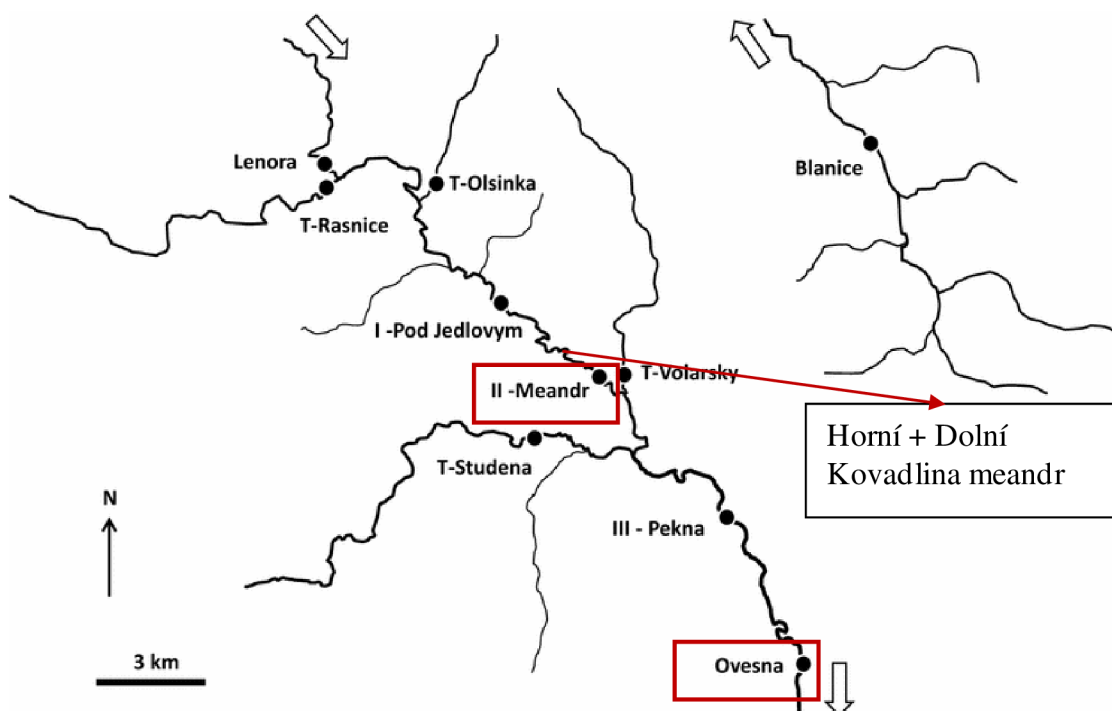 Lenora
T-Olsinka
Blanice
T-Rasnice
I -Pod Jedlovym
II -Meandr
T-Volarsky
Horní + Dolní
Kovadlina meandr
T-Studena
N
III - Pekna
3 km
Ovesna